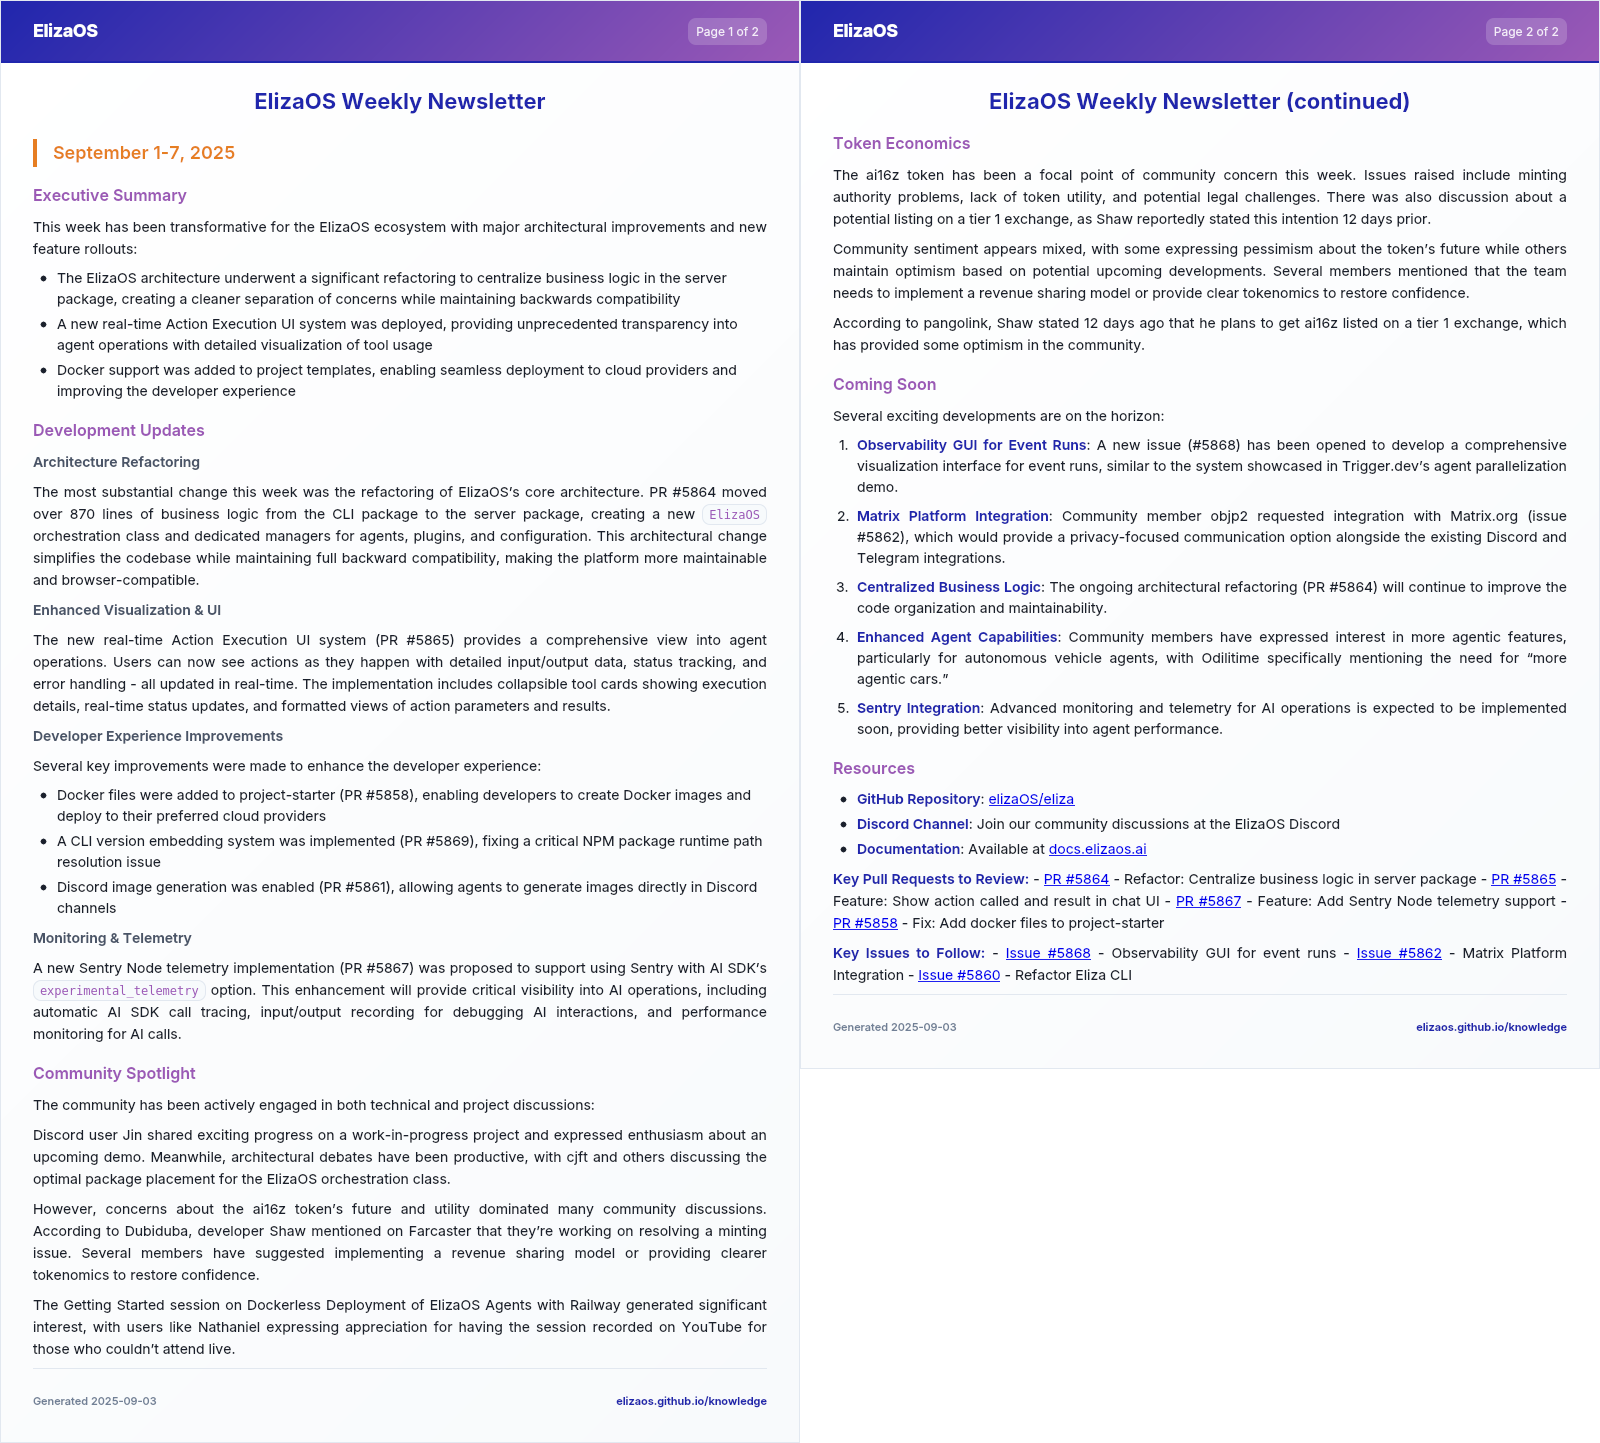 ElizaOS
Page 1 of 2
ElizaOS Weekly Newsletter
September 1-7, 2025
Executive Summary
This week has been transformative for the ElizaOS ecosystem with major architectural improvements and new
feature rollouts:
• The ElizaOS architecture underwent a significant refactoring to centralize business logic in the server
package, creating a cleaner separation of concerns while maintaining backwards compatibility
• A new real-time Action Execution UI system was deployed, providing unprecedented transparency into
agent operations with detailed visualization of tool usage
• Docker support was added to project templates, enabling seamless deployment to cloud providers and
improving the developer experience
Development Updates
Architecture Refactoring
The most substantial change this week was the refactoring of ElizaOS’s core architecture. PR #5864 moved
over 870 lines of business logic from the CLI package to the server package, creating a new ElizaOS
orchestration class and dedicated managers for agents, plugins, and configuration. This architectural change
simplifies the codebase while maintaining full backward compatibility, making the platform more maintainable
and browser-compatible.
Enhanced Visualization & UI
The new real-time Action Execution UI system (PR #5865) provides a comprehensive view into agent
operations. Users can now see actions as they happen with detailed input/output data, status tracking, and
error handling - all updated in real-time. The implementation includes collapsible tool cards showing execution
details, real-time status updates, and formatted views of action parameters and results.
Developer Experience Improvements
Several key improvements were made to enhance the developer experience:
• Docker files were added to project-starter (PR #5858), enabling developers to create Docker images and
deploy to their preferred cloud providers
• A CLI version embedding system was implemented (PR #5869), fixing a critical NPM package runtime path
resolution issue
• Discord image generation was enabled (PR #5861), allowing agents to generate images directly in Discord
channels
Monitoring & Telemetry
A new Sentry Node telemetry implementation (PR #5867) was proposed to support using Sentry with AI SDK’s
experimental_telemetry option. This enhancement will provide critical visibility into AI operations, including
automatic AI SDK call tracing, input/output recording for debugging AI interactions, and performance
monitoring for AI calls.
Community Spotlight
The community has been actively engaged in both technical and project discussions:
Discord user Jin shared exciting progress on a work-in-progress project and expressed enthusiasm about an
upcoming demo. Meanwhile, architectural debates have been productive, with cjft and others discussing the
optimal package placement for the ElizaOS orchestration class.
However, concerns about the ai16z token’s future and utility dominated many community discussions.
According to Dubiduba, developer Shaw mentioned on Farcaster that they’re working on resolving a minting
issue. Several members have suggested implementing a revenue sharing model or providing clearer
tokenomics to restore confidence.
The Getting Started session on Dockerless Deployment of ElizaOS Agents with Railway generated significant
interest, with users like Nathaniel expressing appreciation for having the session recorded on YouTube for
those who couldn’t attend live.
Generated 2025-09-03
elizaos.github.io/knowledge
ElizaOS
Page 2 of 2
ElizaOS Weekly Newsletter (continued)
Token Economics
The ai16z token has been a focal point of community concern this week. Issues raised include minting
authority problems, lack of token utility, and potential legal challenges. There was also discussion about a
potential listing on a tier 1 exchange, as Shaw reportedly stated this intention 12 days prior.
Community sentiment appears mixed, with some expressing pessimism about the token’s future while others
maintain optimism based on potential upcoming developments. Several members mentioned that the team
needs to implement a revenue sharing model or provide clear tokenomics to restore confidence.
According to pangolink, Shaw stated 12 days ago that he plans to get ai16z listed on a tier 1 exchange, which
has provided some optimism in the community.
Coming Soon
Several exciting developments are on the horizon:
1. Observability GUI for Event Runs: A new issue (#5868) has been opened to develop a comprehensive
visualization interface for event runs, similar to the system showcased in Trigger.dev’s agent parallelization
demo.
2. Matrix Platform Integration: Community member objp2 requested integration with Matrix.org (issue
#5862), which would provide a privacy-focused communication option alongside the existing Discord and
Telegram integrations.
3. Centralized Business Logic: The ongoing architectural refactoring (PR #5864) will continue to improve the
code organization and maintainability.
4. Enhanced Agent Capabilities: Community members have expressed interest in more agentic features,
particularly for autonomous vehicle agents, with Odilitime specifically mentioning the need for “more
agentic cars.”
5. Sentry Integration: Advanced monitoring and telemetry for AI operations is expected to be implemented
soon, providing better visibility into agent performance.
Resources
• GitHub Repository: elizaOS/eliza
• Discord Channel: Join our community discussions at the ElizaOS Discord
• Documentation: Available at docs.elizaos.ai
Key Pull Requests to Review: - PR #5864 - Refactor: Centralize business logic in server package - PR #5865 -
Feature: Show action called and result in chat UI - PR #5867 - Feature: Add Sentry Node telemetry support -
PR #5858 - Fix: Add docker files to project-starter
Key Issues to Follow: - Issue #5868 - Observability GUI for event runs - Issue #5862 - Matrix Platform
Integration - Issue #5860 - Refactor Eliza CLI
Generated 2025-09-03
elizaos.github.io/knowledge